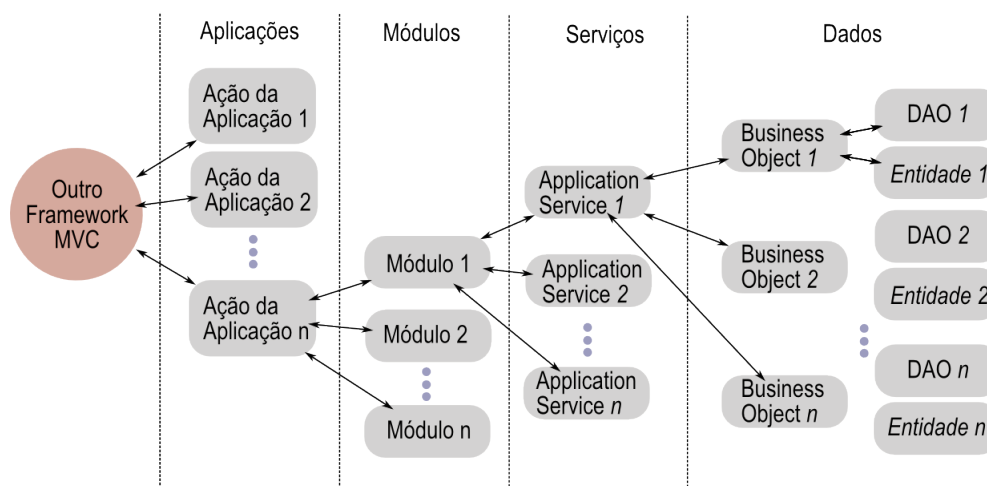 Aplicações
Módulos
Serviços
Dados
Outro
Framework
MVC
Ação da
Aplicação 1
Ação da
Aplicação 2
Ação da
Aplicação n
Módulo 1
Módulo 2
Módulo n
Application
Service 1
Application
Service 2
Application
Service n
Business
Object 1
Business
Object 2
Business
Object n
DAO 1
Entidade 1
DAO 2
Entidade 2
DAO n
Entidade n